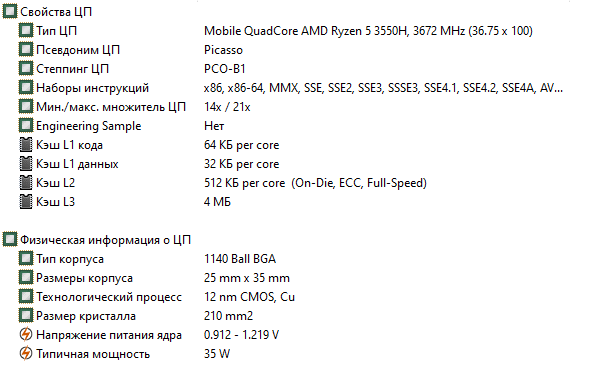 Свойства ЦП
Тип ЦП Mobile QuadCore AMD Ryzen 5 3550H, 3672 MHz (36.75 x 100)
Псевдоним ЦП Picasso
Степпинг ЦП PCO-B1
Наборы инструкций x86, x86-64, MMX, SSE, SSE2, SSE3, SSSE3, SSE4.1, SSE4.2, SSE4A, AV...
Мин./макс. множитель ЦП 14x / 21x
Engineering Sample Нет
Кэш L1 кода 64 КБ per core
Кэш L1 данных 32 КБ per core
Кэш L2 512 КБ per core (On-Die, ECC, Full-Speed)
Кэш L3 4 МБ
Физическая информация о ЦП
Тип корпуса 1140 Ball BGA
Размеры корпуса 25 mm x 35 mm
Технологический процесс 12 nm CMOS, Cu
Размер кристалла 210 mm2
Напряжение питания ядра 0.912 - 1.219 V
Типичная мощность 35 W